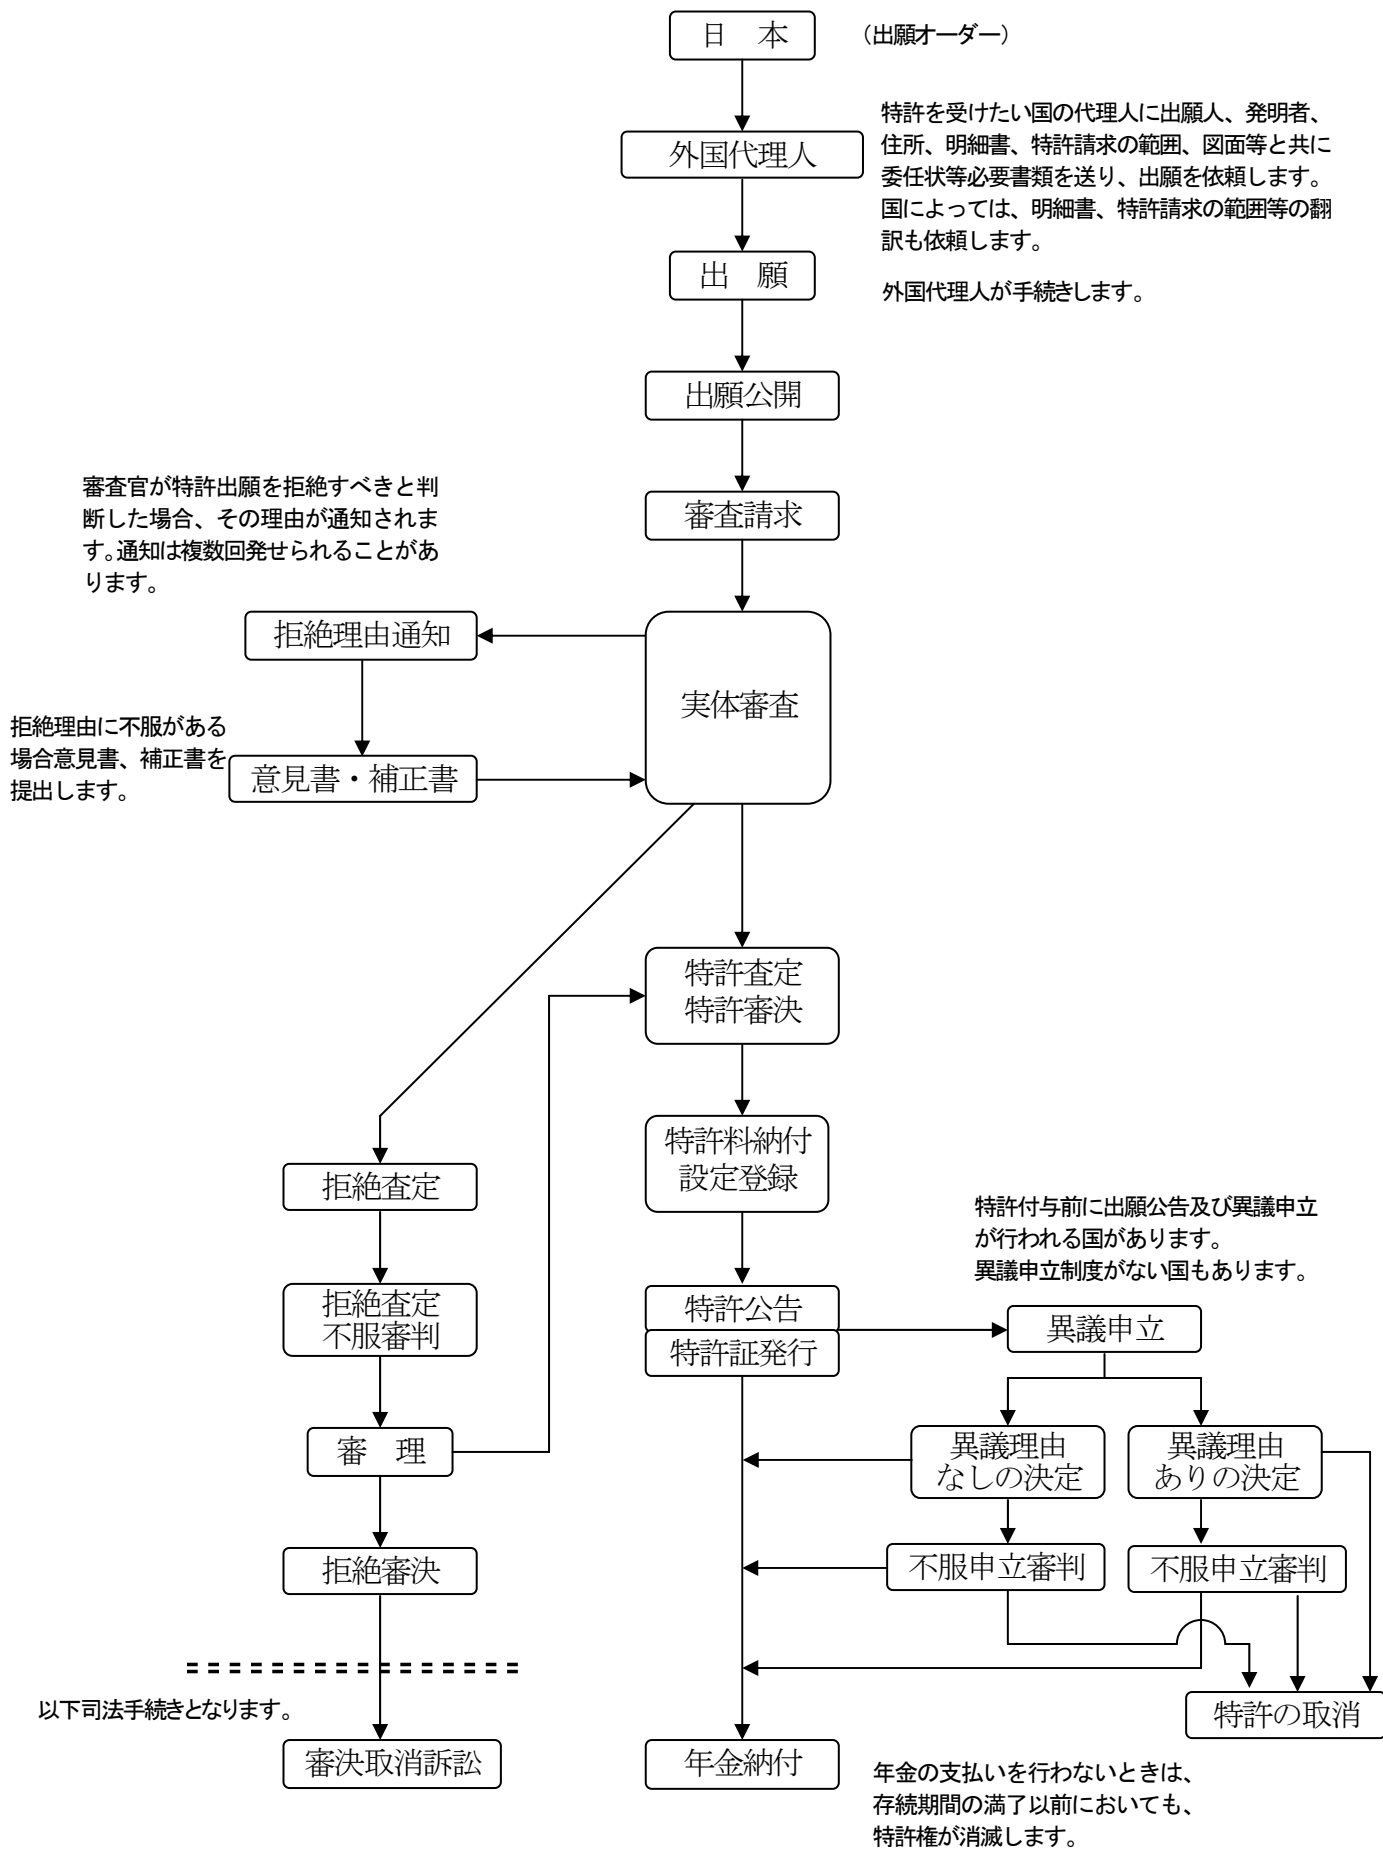 日　本
（出願オーダー）
特許を受けたい国の代理人に出願人、発明者、
住所、明細書、特許請求の範囲、図面等と共に
委任状等必要書類を送り、出願を依頼します。
国によっては、明細書、特許請求の範囲等の翻
訳も依頼します。
外国代理人
出　願
外国代理人が手続きします。
出願公開
審査請求
審査官が特許出願を拒絶すべきと判
断した場合、その理由が通知されま
す。通知は複数回発せられることがあ
ります。
拒絶理由通知
実体審査
拒絶理由に不服がある
場合意見書、補正書を
提出します。
意見書・補正書
特許査定
特許審決
特許料納付
設定登録
拒絶査定
特許付与前に出願公告及び異議申立
が行われる国があります。
異議申立制度がない国もあります。
拒絶査定
不服審判
特許公告
特許証発行
異議申立
審　理
異議理由
なしの決定
異議理由
ありの決定
拒絶審決
不服申立審判
不服申立審判
以下司法手続きとなります。
特許の取消
審決取消訴訟
年金納付
年金の支払いを行わないときは、
存続期間の満了以前においても、
特許権が消滅します。